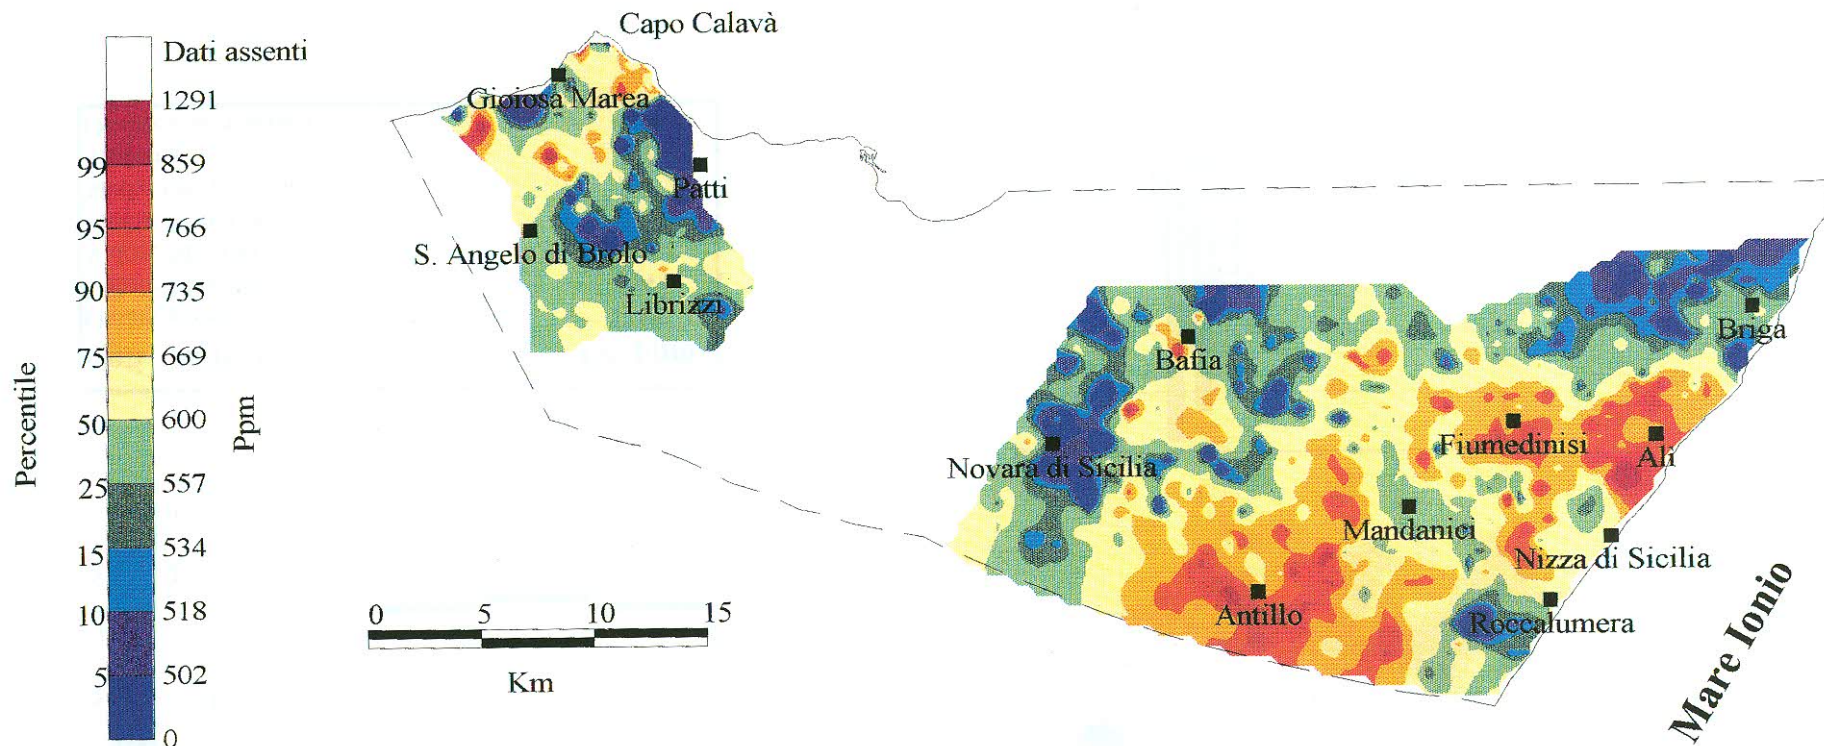 Capo Calavà
Dati assenti
1291
99 859
95 766
90 735
75 669
50 600
25 557
15 534
10 518
5 502
0
Percentile
Ppm
Gioiosa Marea
Patti
S. Angelo di Brolo
Librizzi
Briga
Bafia
Fiumedinisi
Alì
Novara di Sicilia
Mandanici
Nizza di Sicilia
Antillo
Roccalumera
Mare Ionio
0 5 10 15
Km